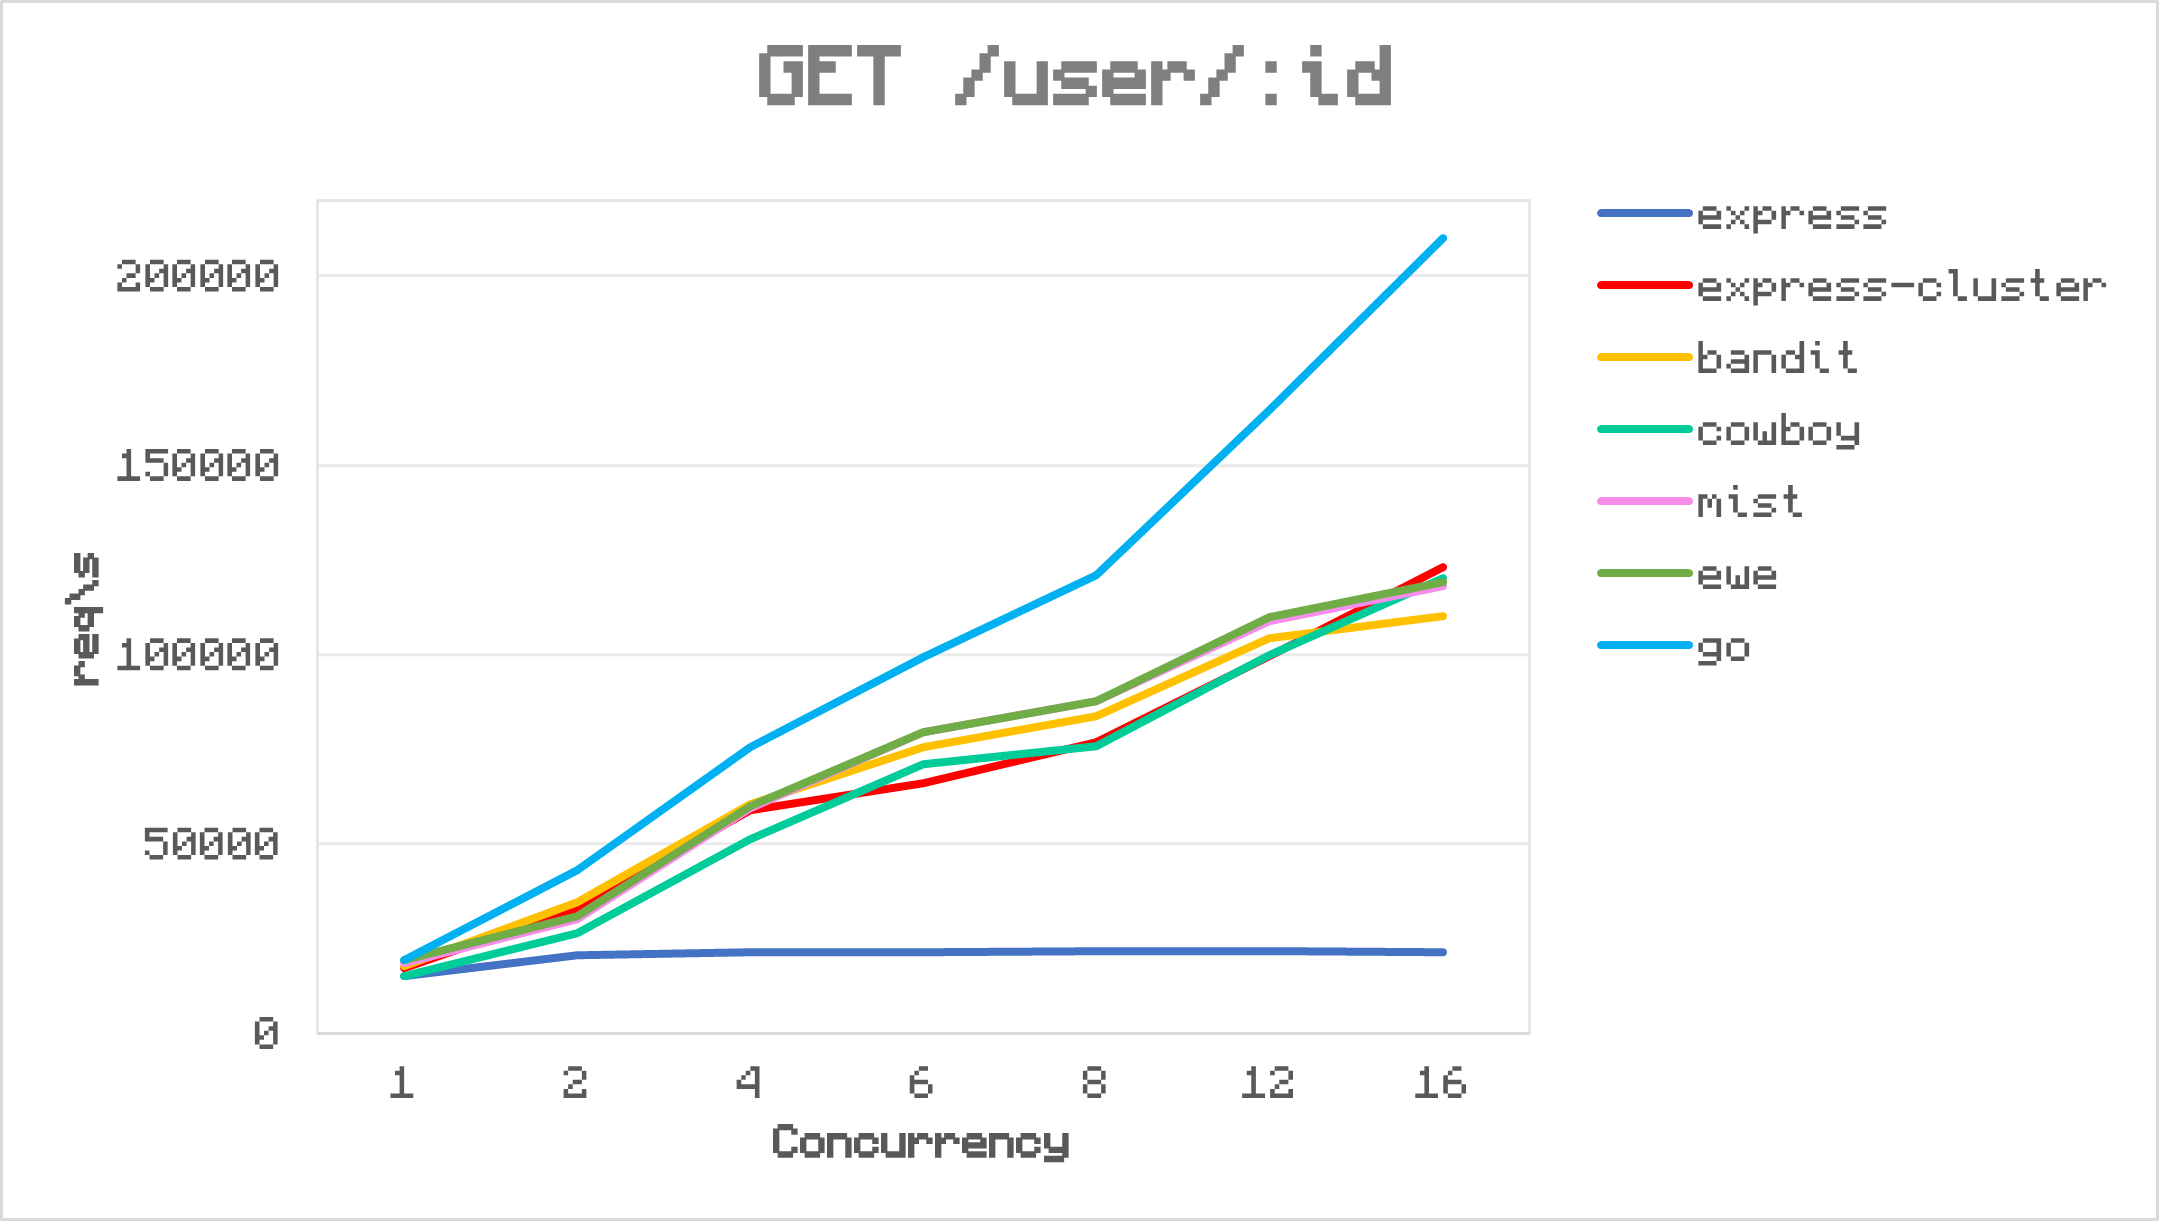 GET /user/:id
200000
150000
100000
50000
0
req\s
1 2 4 6 8 12 16
Concurrency
express
express-cluster
bandit
cowboy
mist
ewe
go